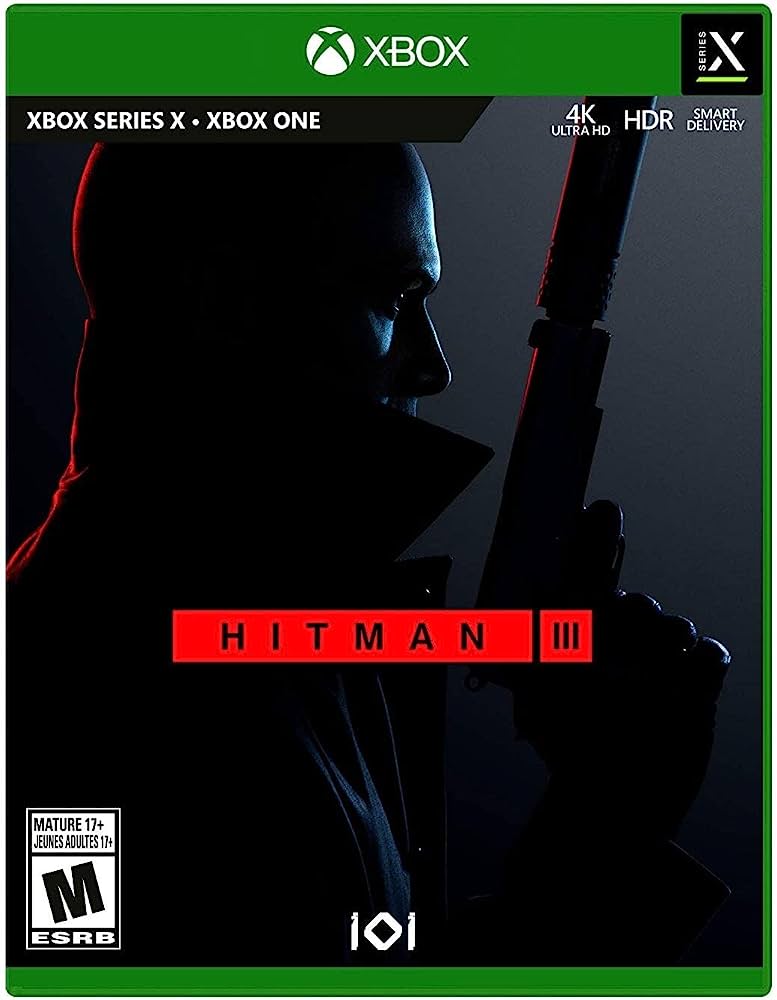 XBOX
SERIES X
XBOX SERIES X • XBOX ONE
4K
ULTRA HD
HDR
SMART
DELIVERY
HITMAN III
MATURE 17+
JEUNES ADULTES 17+
M
ESRB
IOI